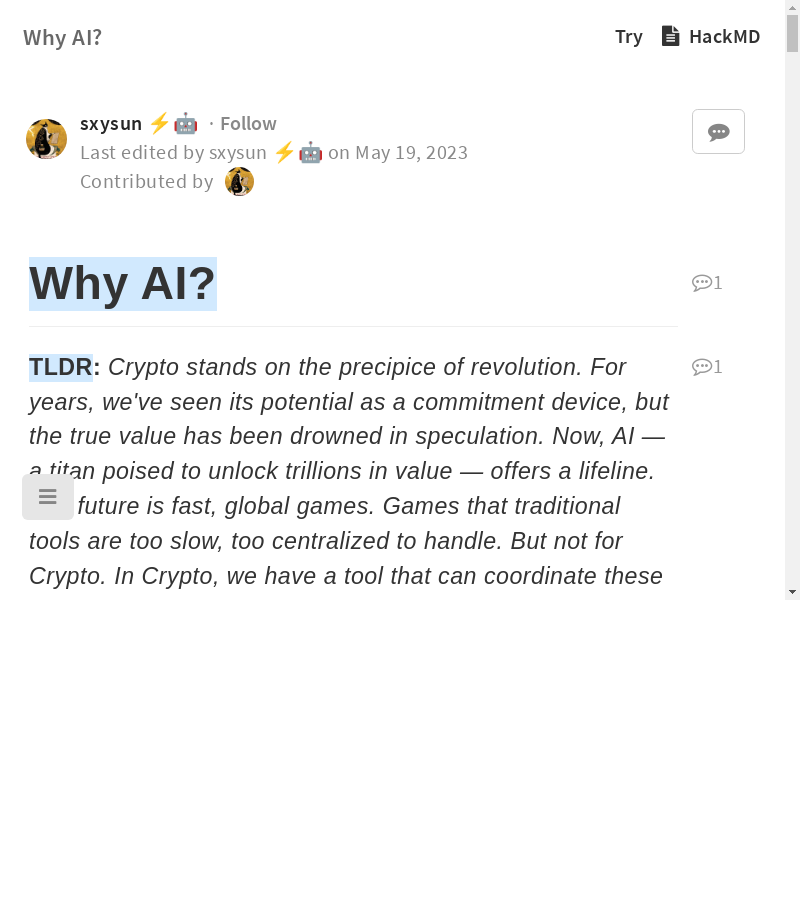 Why AI?
Try HackMD
sxysun ⚡🤖 · Follow
Last edited by sxysun ⚡🤖 on May 19, 2023
Contributed by
Why AI?
1
TLDR: Crypto stands on the precipice of revolution. For
1
years, we've seen its potential as a commitment device, but
the true value has been drowned in speculation. Now, AI —
a titan poised to unlock trillions in value — offers a lifeline.
future is fast, global games. Games that traditional
tools are too slow, too centralized to handle. But not for
Crypto. In Crypto, we have a tool that can coordinate these